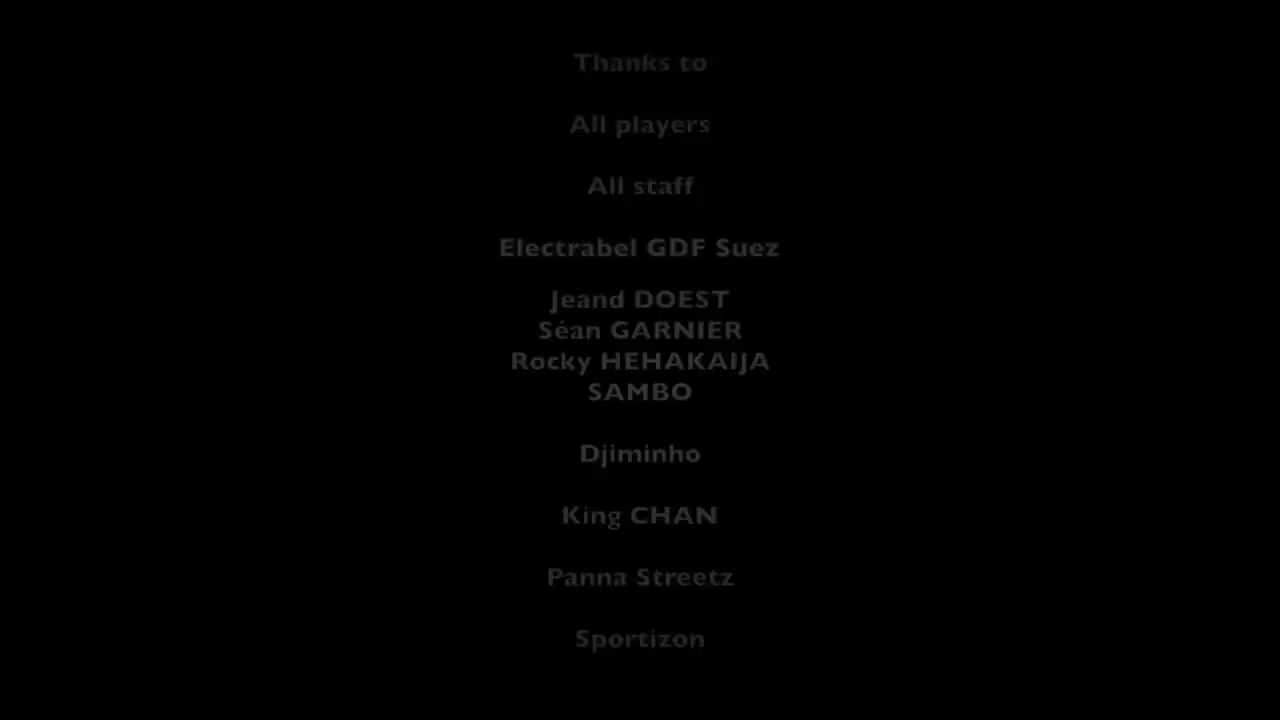 Thanks to
All players
All staff
Electrabel GDF Suez
Jeand DOEST
Séan GARNIER
Rocky HEHAKAIJA
SAMBO
Djiminho
King CHAN
Panna Streetz
Sportizon